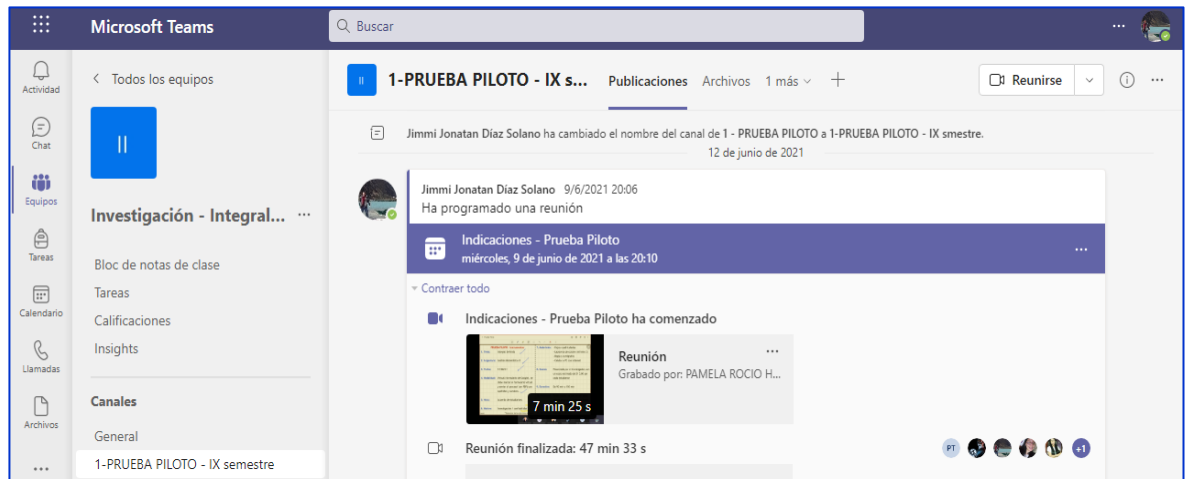 Microsoft Teams
Buscar
Actividad
Chat
Equipos
Tareas
Calendario
Llamadas
Archivos
Todos los equipos
II
Investigación - Integral...
Bloc de notas de clase
Tareas
Calificaciones
Insights
Canales
General
1-PRUEBA PILOTO - IX semestre
II
1-PRUEBA PILOTO - IX s...
Publicaciones
Archivos
1 más
Reunirse
Jimmi Jonatan Díaz Solano ha cambiado el nombre del canal de 1 - PRUEBA PILOTO a 1-PRUEBA PILOTO - IX smestre.
12 de junio de 2021
Jimmi Jonatan Díaz Solano 9/6/2021 20:06
Ha programado una reunión
Indicaciones - Prueba Piloto
miércoles, 9 de junio de 2021 a las 20:10
Contraer todo
Indicaciones - Prueba Piloto ha comenzado
7 min 25 s
Reunión
Grabado por: PAMELA ROCIO H...
Reunión finalizada: 47 min 33 s
PT
+1